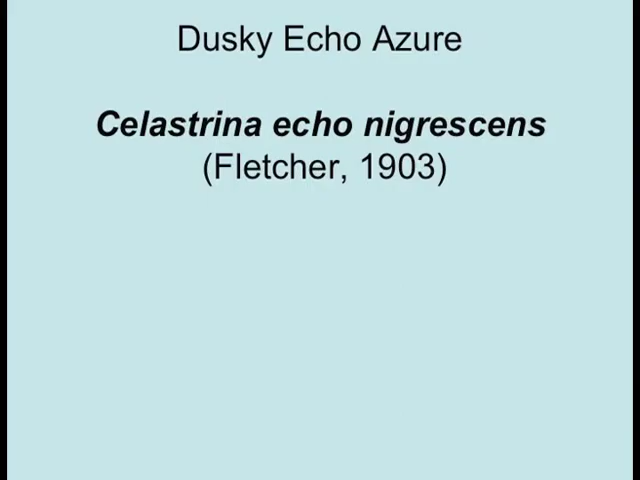 Dusky Echo Azure
Celastrina echo nigrescens
(Fletcher, 1903)